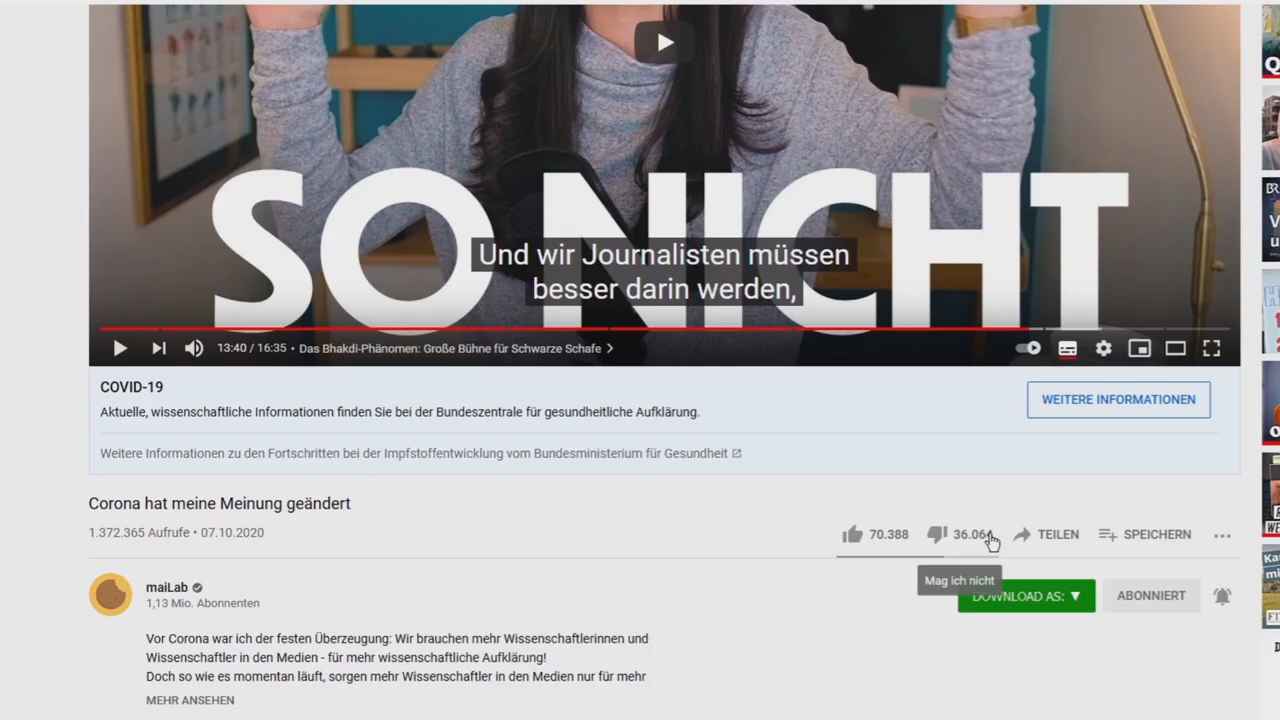 SO NICHT
Und wir Journalisten müssen
besser darin werden,
13:40 / 16:35 • Das Bhakdi-Phänomen: Große Bühne für Schwarze Schafe
COVID-19
Aktuelle, wissenschaftliche Informationen finden Sie bei der Bundeszentrale für gesundheitliche Aufklärung.
WEITERE INFORMATIONEN
Weitere Informationen zu den Fortschritten bei der Impfstoffentwicklung vom Bundesministerium für Gesundheit
Corona hat meine Meinung geändert
1.372.365 Aufrufe • 07.10.2020
70.388
36.064
TEILEN
SPEICHERN
Mag ich nicht
maiLab
1,13 Mio. Abonnenten
DOWNLOAD AS: ▼
ABONNIERT
Vor Corona war ich der festen Überzeugung: Wir brauchen mehr Wissenschaftlerinnen und
Wissenschaftler in den Medien - für mehr wissenschaftliche Aufklärung!
Doch so wie es momentan läuft, sorgen mehr Wissenschaftler in den Medien nur für mehr
MEHR ANSEHEN